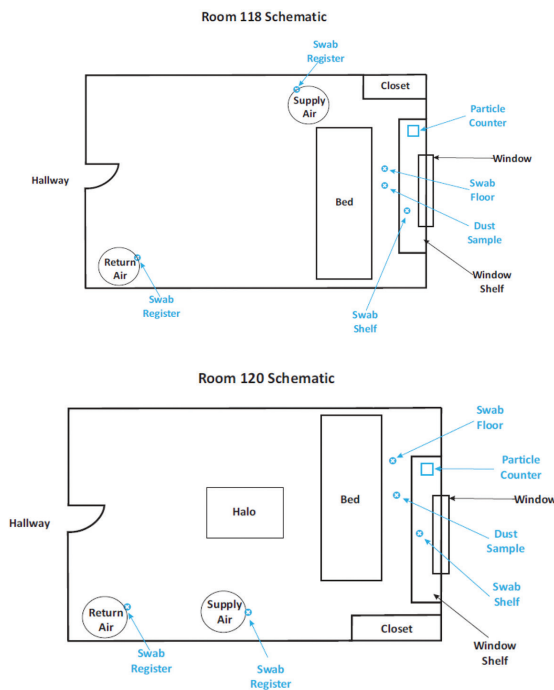 Room 118 Schematic
Swab
Register
Closet
Supply
Air
Particle
Counter
Window
Hallway
Swab
Floor
Bed
Dust
Sample
Return
Air
Window
Shelf
Swab
Register
Swab
Shelf
Room 120 Schematic
Swab
Floor
Particle
Counter
Window
Bed
Halo
Hallway
Dust
Sample
Swab
Shelf
Return
Air
Supply
Air
Closet
Window
Shelf
Swab
Register
Swab
Register